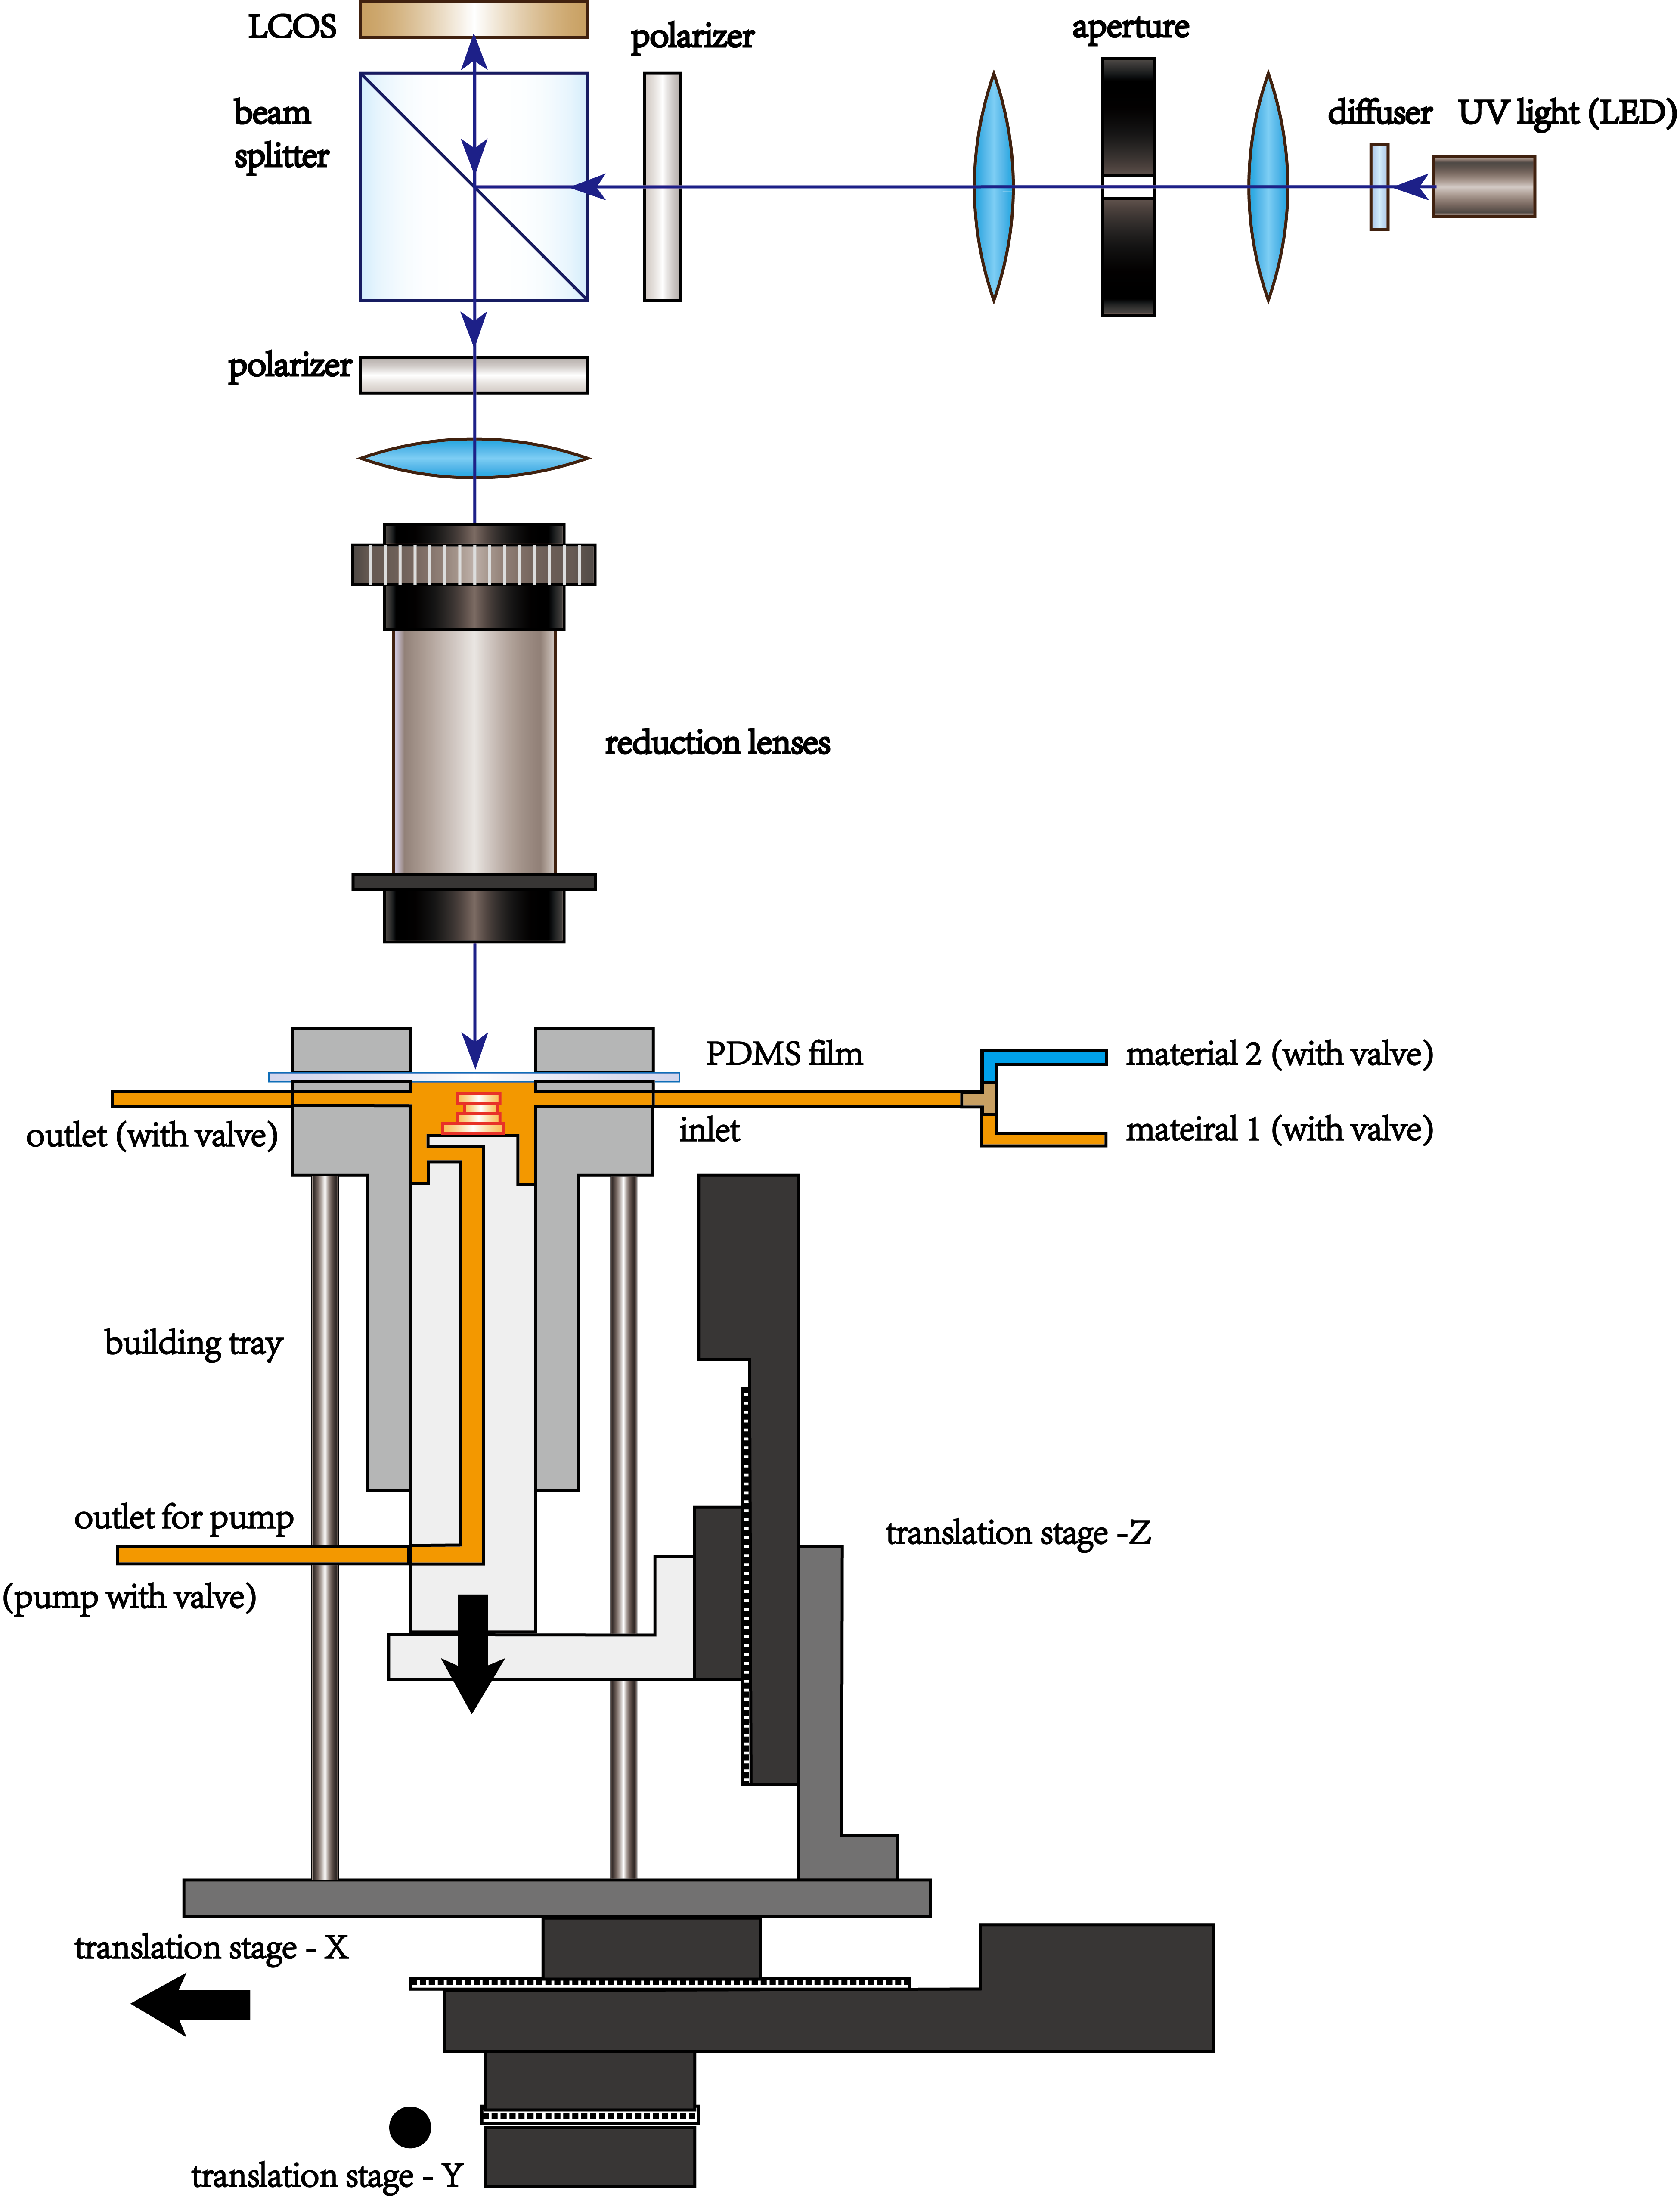 LCOS
polarizer
aperture
beam
splitter
diffuser
UV light (LED)
polarizer
reduction lenses
PDMS film
material 2 (with valve)
outlet (with valve)
inlet
mateiral 1 (with valve)
building tray
outlet for pump
(pump with valve)
translation stage -Z
translation stage - X
translation stage - Y